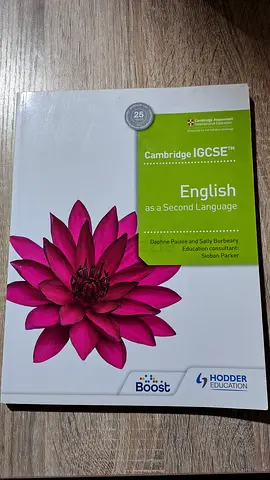 25
Cambridge Assessment
International Education
Cambridge IGCSE™
English
as a Second Language
Daphne Paizee and Sally Burbeary
Education consultant:
Sioban Parker
Boost
HODDER
EDUCATION